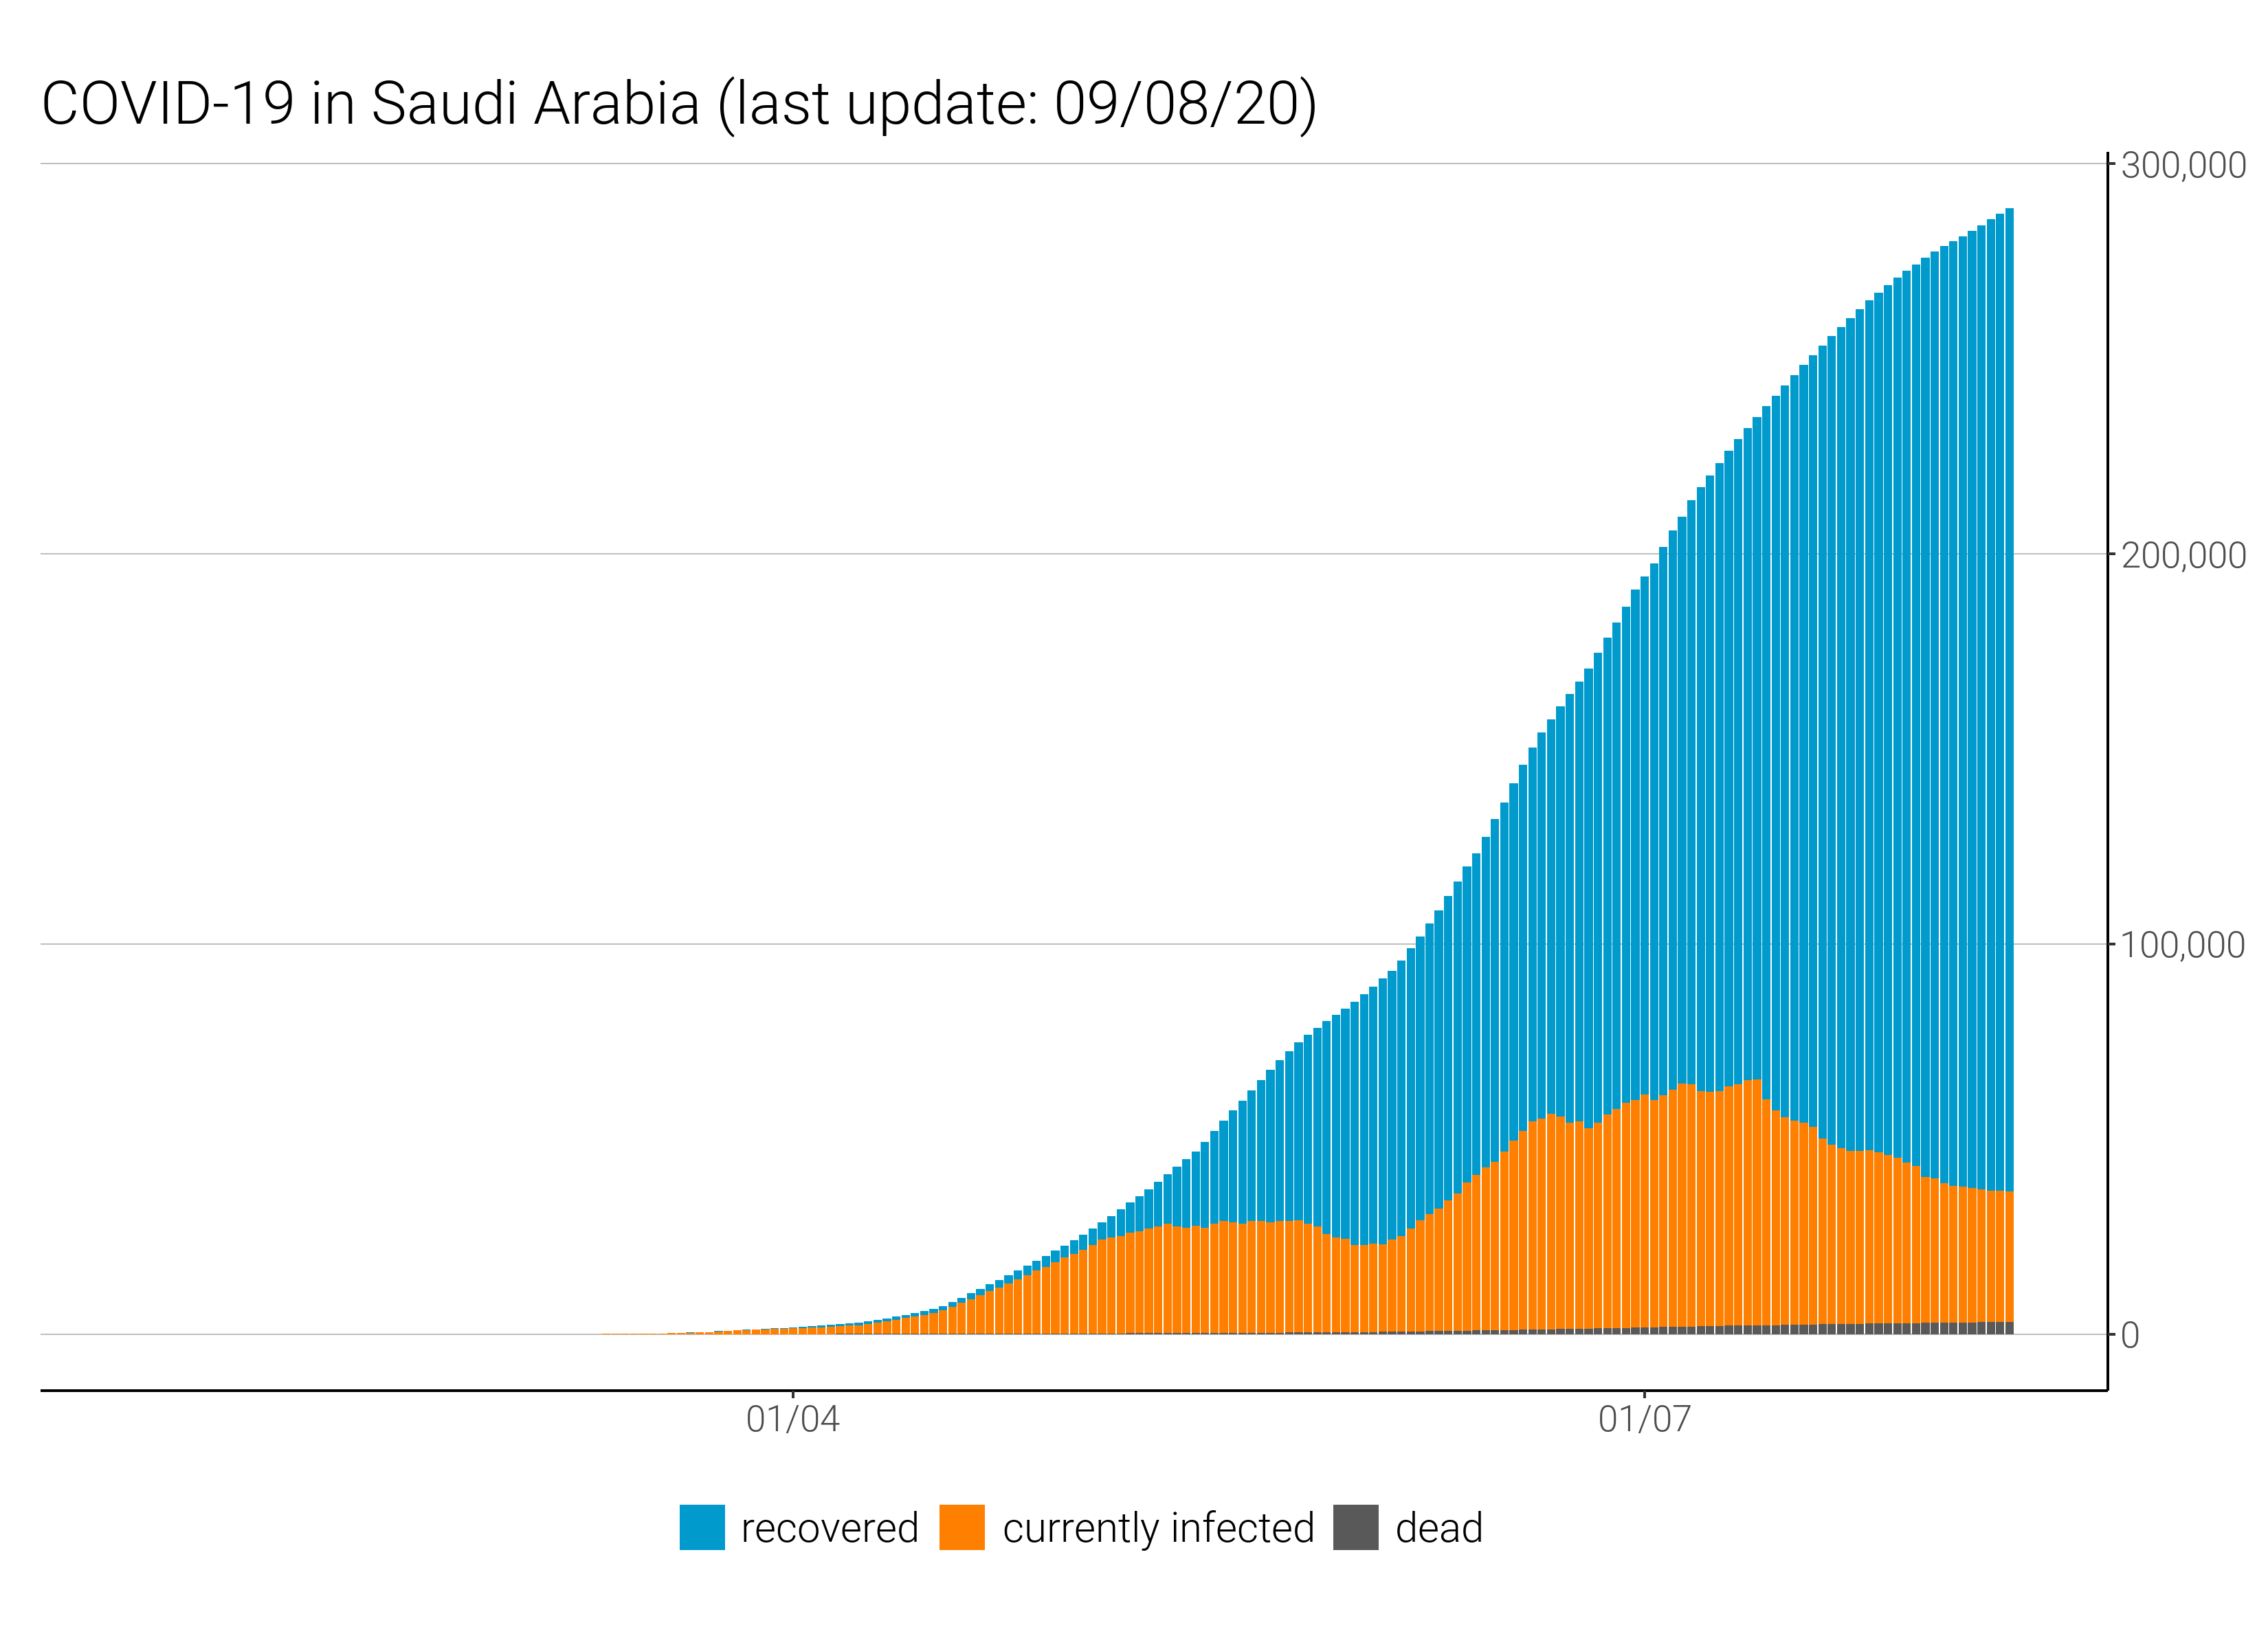 COVID-19 in Saudi Arabia (last update: 09/08/20)
300,000
200,000
100,000
0
01/04 01/07
recovered currently infected dead